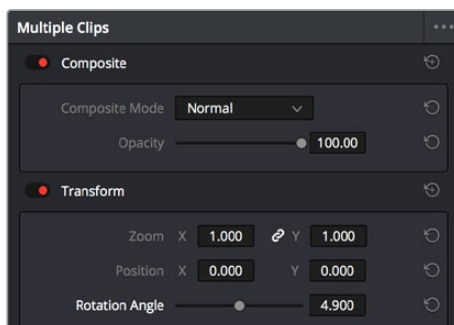 Multiple Clips
Composite
Composite Mode Normal
Opacity 100.00
Transform
Zoom X 1.000 Y 1.000
Position X 0.000 Y 0.000
Rotation Angle 4.900